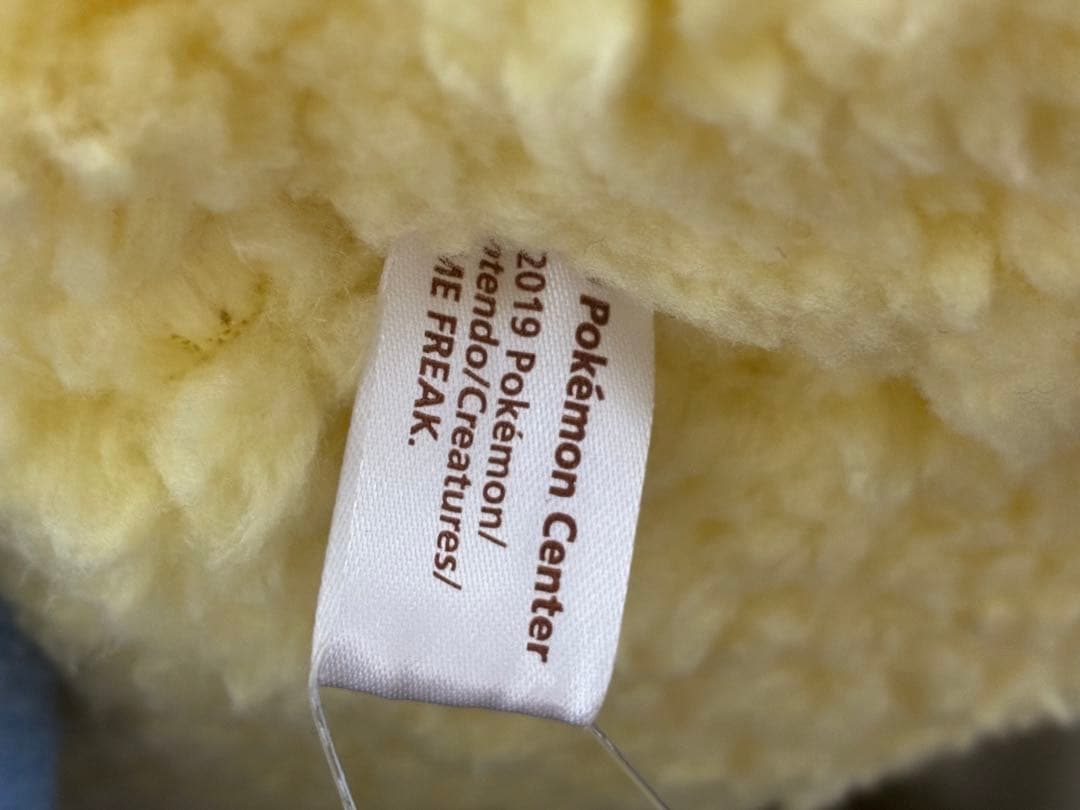 Pokémon Center
2019 Pokémon/
ntendo/Creatures/
ME FREAK.